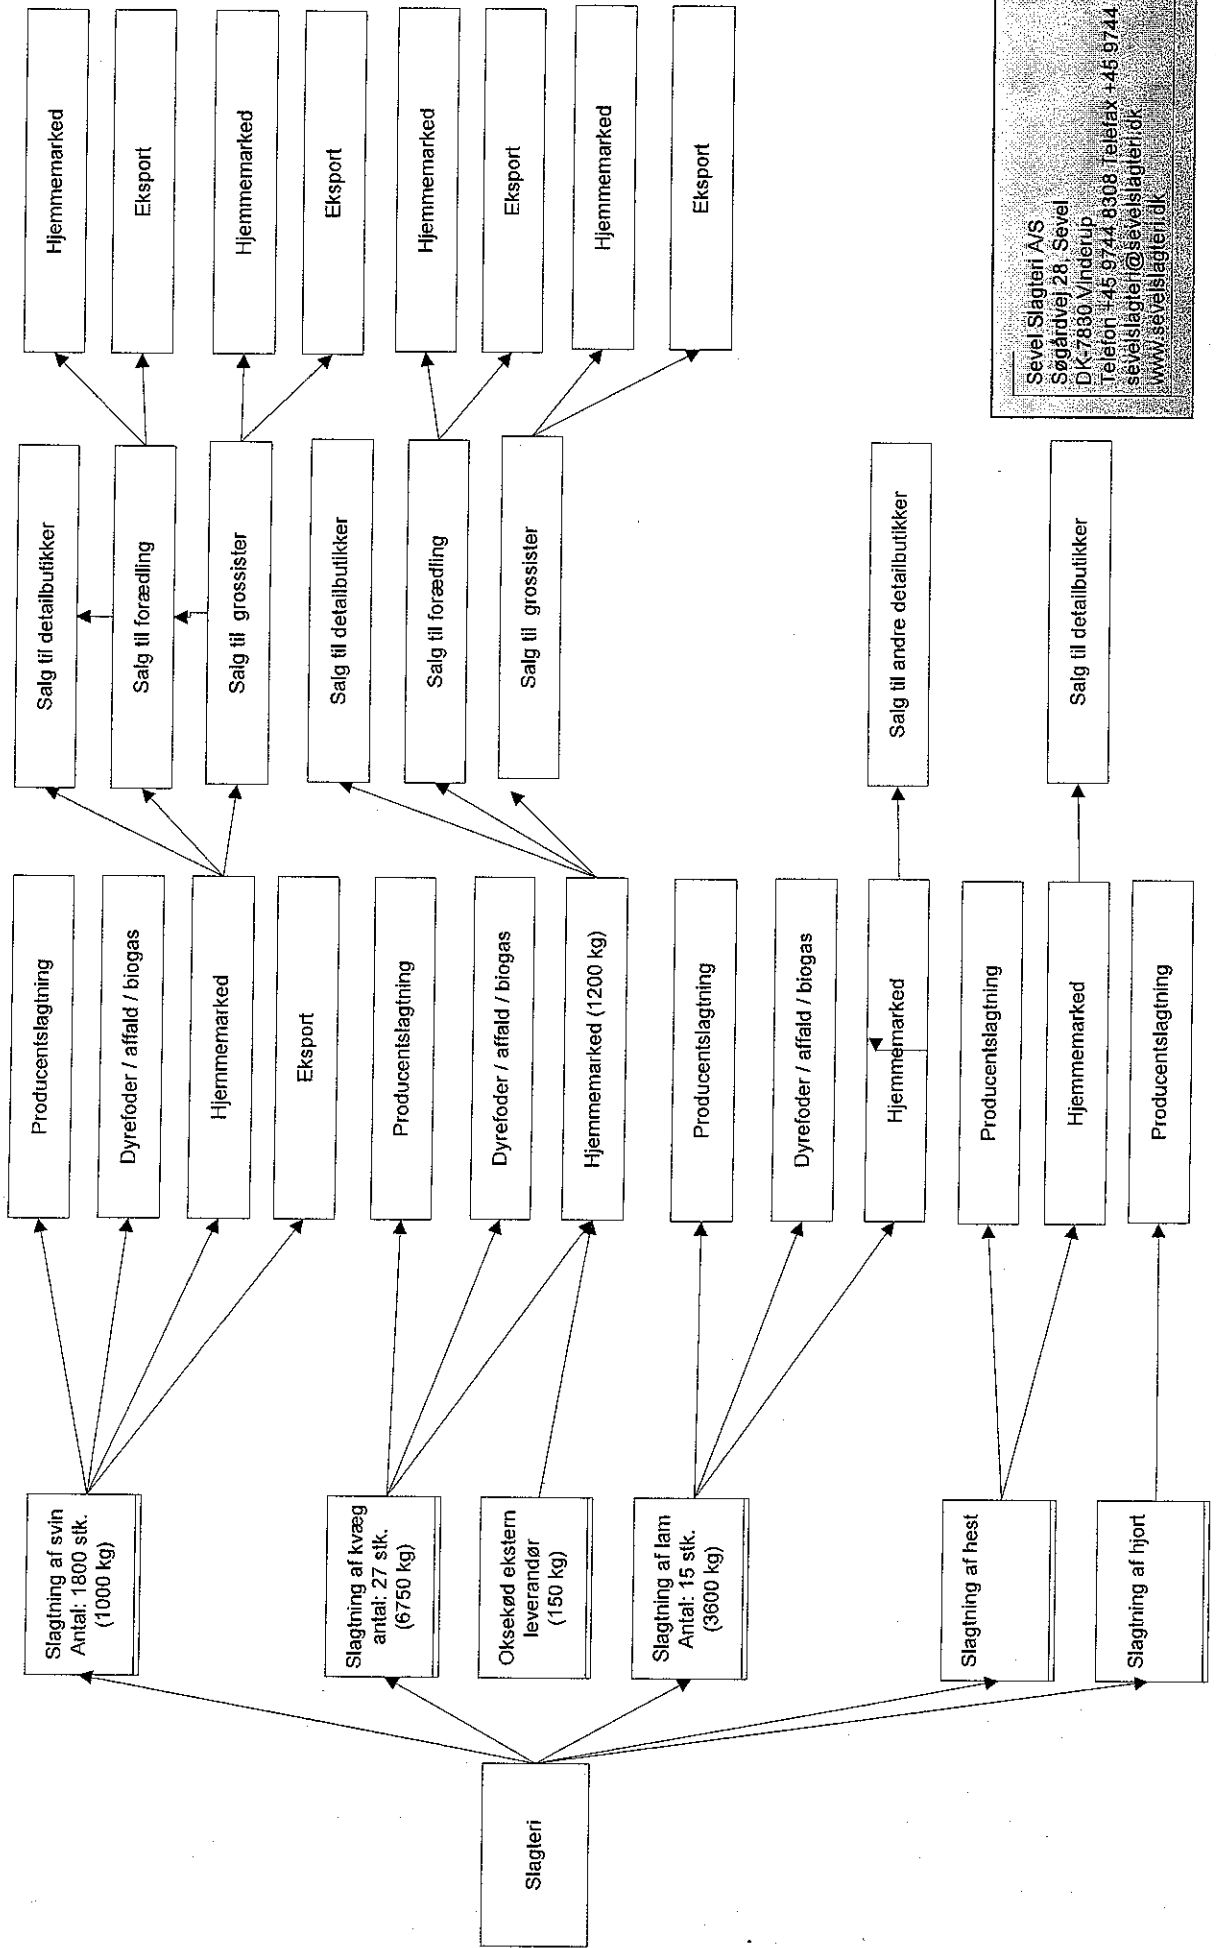 Slagteri
Slagtning af svin
Antal: 1800 stk.
(1000 kg)
Slagtning af kvæg
antal: 27 stk.
(6750 kg)
Oksekød ekstern
leverandør
(150 kg)
Slagtning af lam
Antal: 15 stk.
(3600 kg)
Slagtning af hest
Slagtning af hjort
Producentslagtning
Dyrefoder / affald / biogas
Hjemmemarked
Eksport
Producentslagtning
Dyrefoder / affald / biogas
Hjemmemarked (1200 kg)
Producentslagtning
Dyrefoder / affald / biogas
Hjemmemarked
Producentslagtning
Hjemmemarked
Producentslagtning
Salg til detailbutikker
Salg til forædling
Salg til grossister
Salg til detailbutikker
Salg til forædling
Salg til grossister
Salg til andre detailbutikker
Salg til detailbutikker
Hjemmemarked
Eksport
Hjemmemarked
Eksport
Hjemmemarked
Eksport
Hjemmemarked
Eksport
Sevel Slagteri A/S
Søgårdvej 28, Sevel
DK-7830 Vinderup
Telefon +45 9744 8308 Telefax +45 9744
sevelslagteri@sevelslagteri.dk
www.sevelslagteri.dk